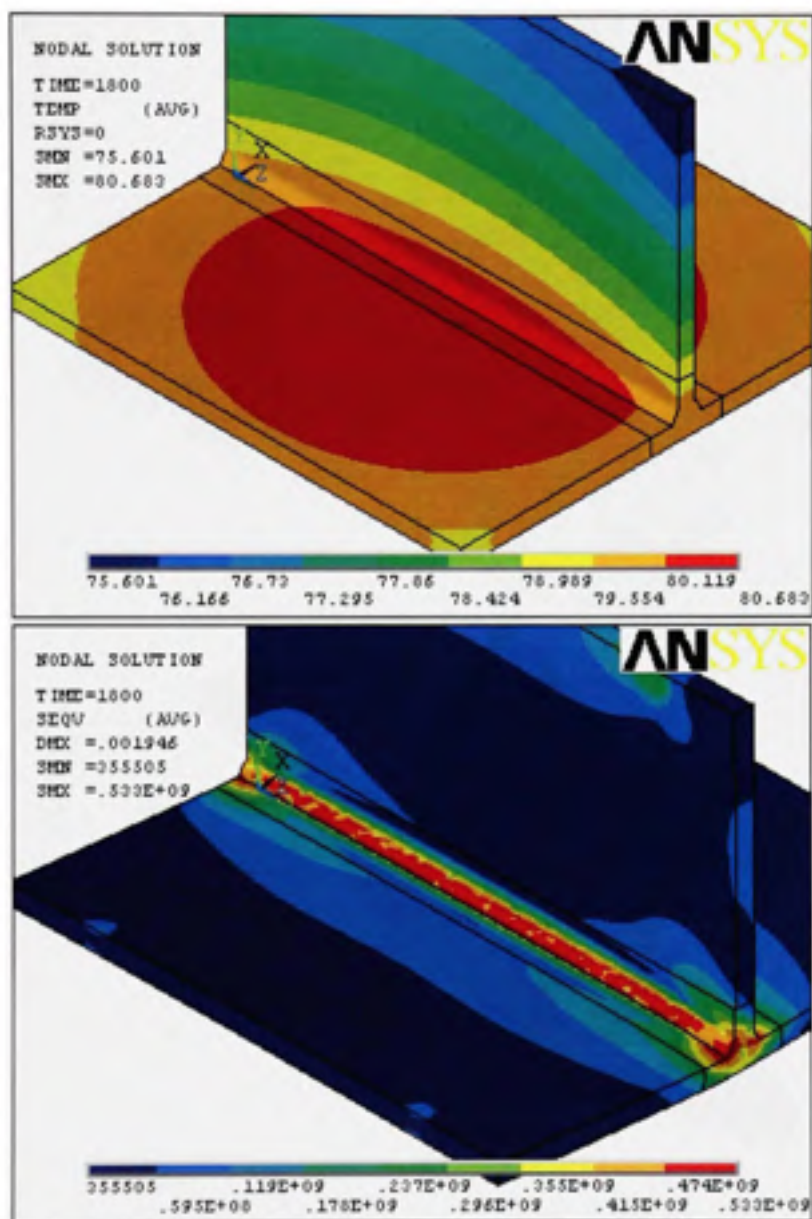 NODAL SOLUTION
TIME=1800
TEMP (AVG)
RSYS=0
SMN =75.601
SMX =80.683
ANSYS
X
Z
75.601 76.73 77.86 78.989 80.119
76.166 77.295 78.424 79.554 80.683
NODAL SOLUTION
TIME=1800
SEQV (AVG)
DMX =.001946
SMN =355505
SMX =.533E+09
ANSYS
X
355505 .119E+09 .237E+09 .355E+09 .474E+09
.595E+08 .178E+09 .296E+09 .415E+09 .533E+09